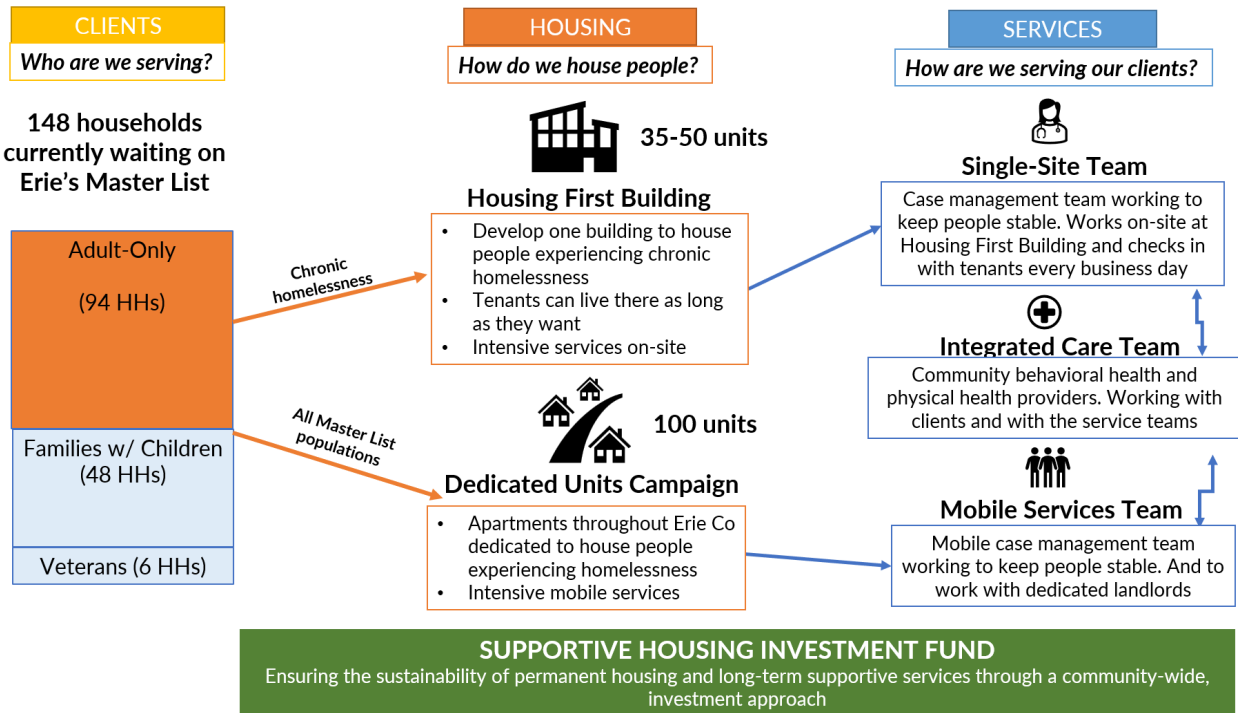 CLIENTS
Who are we serving?
148 households
currently waiting on
Erie's Master List
Adult-Only
(94 HHs)
Families w/ Children
(48 HHs)
Veterans (6 HHs)
Chronic
homelessness
All Master List
populations
HOUSING
How do we house people?
35-50 units
Housing First Building
• Develop one building to house
people experiencing chronic
homelessness
• Tenants can live there as long
as they want
• Intensive services on-site
100 units
Dedicated Units Campaign
• Apartments throughout Erie Co
dedicated to house people
experiencing homelessness
• Intensive mobile services
SERVICES
How are we serving our clients?
Single-Site Team
Case management team working to
keep people stable. Works on-site at
Housing First Building and checks in
with tenants every business day
Integrated Care Team
Community behavioral health and
physical health providers. Working with
clients and with the service teams
Mobile Services Team
Mobile case management team
working to keep people stable. And to
work with dedicated landlords
SUPPORTIVE HOUSING INVESTMENT FUND
Ensuring the sustainability of permanent housing and long-term supportive services through a community-wide,
investment approach